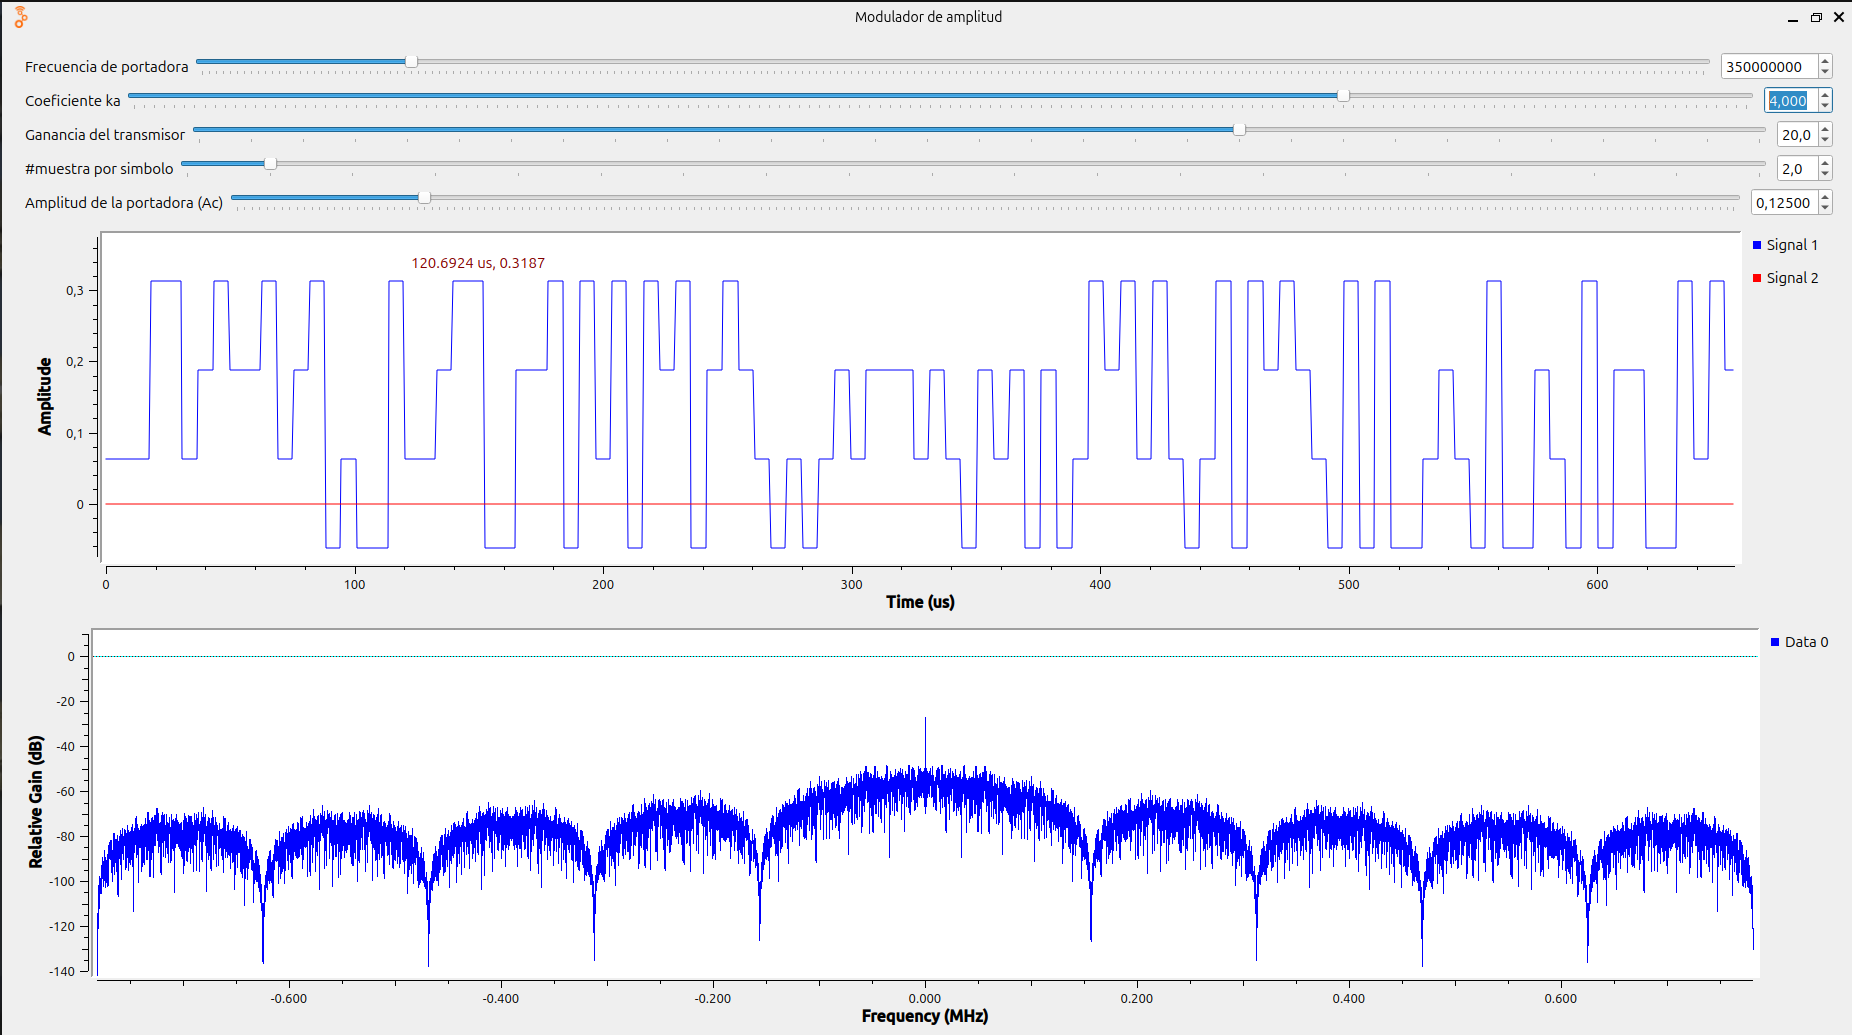 Modulador de amplitud
Frecuencia de portadora 350000000
Coeficiente ka 4,000
Ganancia del transmisor 20,0
#muestra por simbolo 2,0
Amplitud de la portadora (Ac) 0,12500
Signal 1
Signal 2
120.6924 us, 0.3187
0,3
0,2
0,1
0
Amplitude
0 100 200 300 400 500 600
Time (us)
Data 0
0
-20
-40
-60
-80
-100
-120
-140
Relative Gain (dB)
-0.600 -0.400 -0.200 0.000 0.200 0.400 0.600
Frequency (MHz)